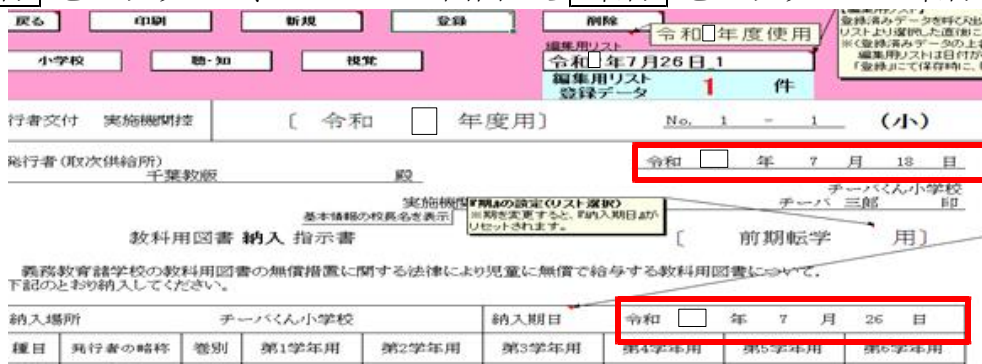 戻る 印刷 新規 登録 削除
令和 年度使用
小学校 聴・知 視覚
編集用リスト
令和 年7月26日_1
編集用リスト
登録データ 1 件
行者交付 実施機関控 〔 令和 年度用〕 No. 1 - 1 (小)
発行者(取次供給所) 令和 年 7 月 18 日
千葉教販 殿
チーバくん小学校
実施機関 チーバ 三郎 印
基本情報の校長名を表示
『期』の設定(リスト選択)
※期を変更すると、『納入期日』が
リセットされます。
教科用図書 納入 指示書 〔 前期転学 用〕
義務教育諸学校の教科用図書の無償措置に関する法律により児童に無償で給与する教科用図書について、
下記のとおり納入してください。
納入場所 チーバくん小学校 納入期日 令和 年 7 月 26 日
種目 発行者の略称 巻別 第1学年用 第2学年用 第3学年用 第4学年用 第5学年用 第6学年用